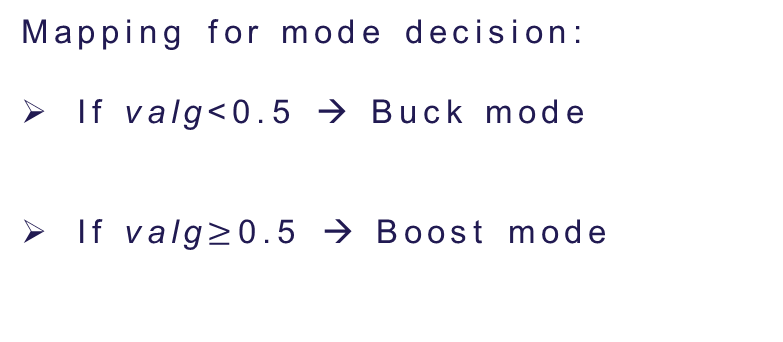 Mapping for mode decision:
➢ If valg<0.5 → Buck mode
➢ If valg≥0.5 → Boost mode